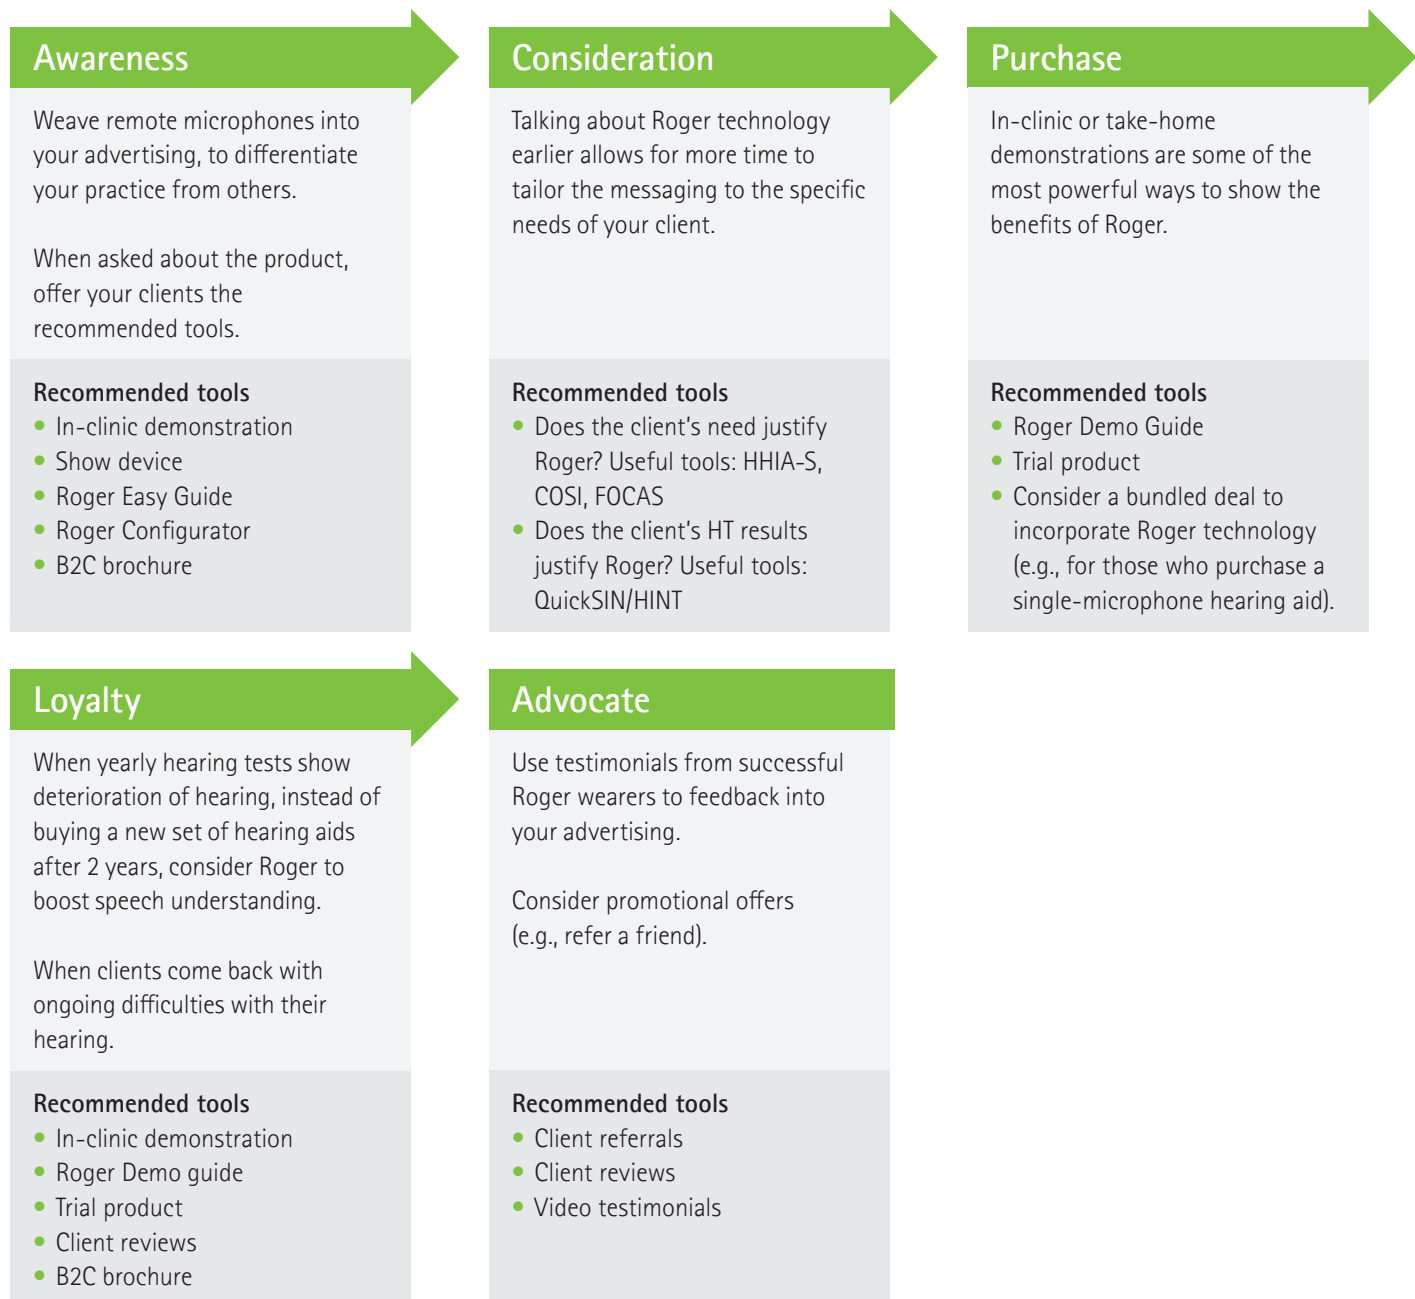 Awareness
Weave remote microphones into
your advertising, to differentiate
your practice from others.
When asked about the product,
offer your clients the
recommended tools.
Recommended tools
• In-clinic demonstration
• Show device
• Roger Easy Guide
• Roger Configurator
• B2C brochure
Consideration
Talking about Roger technology
earlier allows for more time to
tailor the messaging to the specific
needs of your client.
Recommended tools
• Does the client's need justify
Roger? Useful tools: HHIA-S,
COSI, FOCAS
• Does the client's HT results
justify Roger? Useful tools:
QuickSIN/HINT
Purchase
In-clinic or take-home
demonstrations are some of the
most powerful ways to show the
benefits of Roger.
Recommended tools
• Roger Demo Guide
• Trial product
• Consider a bundled deal to
incorporate Roger technology
(e.g., for those who purchase a
single-microphone hearing aid).
Loyalty
When yearly hearing tests show
deterioration of hearing, instead of
buying a new set of hearing aids
after 2 years, consider Roger to
boost speech understanding.
When clients come back with
ongoing difficulties with their
hearing.
Recommended tools
• In-clinic demonstration
• Roger Demo guide
• Trial product
• Client reviews
• B2C brochure
Advocate
Use testimonials from successful
Roger wearers to feedback into
your advertising.
Consider promotional offers
(e.g., refer a friend).
Recommended tools
• Client referrals
• Client reviews
• Video testimonials